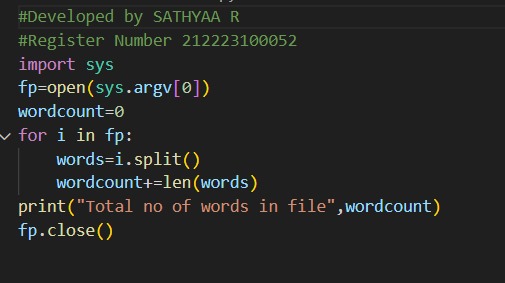 #Developed by SATHYAA R
#Register Number 212223100052
import sys
fp=open(sys.argv[0])
wordcount=0
for i in fp:
    words=i.split()
    wordcount+=len(words)
print("Total no of words in file",wordcount)
fp.close()